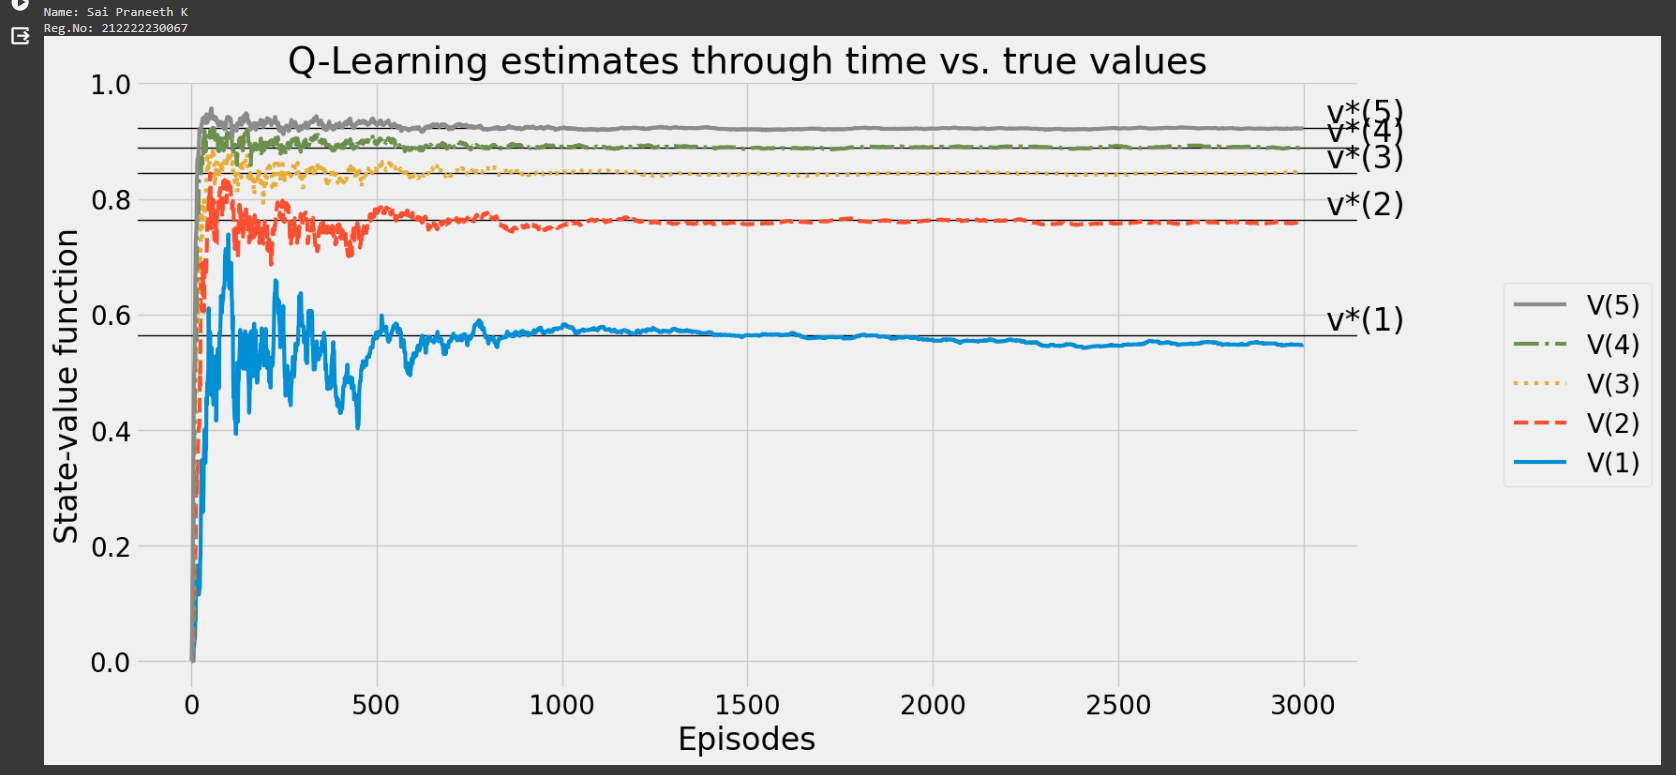 Name: Sai Praneeth K
Reg.No: 212222230067
Q-Learning estimates through time vs. true values
1.0
0.8
0.6
0.4
0.2
0.0
State-value function
v*(5)
v*(4)
v*(3)
v*(2)
v*(1)
V(5)
V(4)
V(3)
V(2)
V(1)
0 500 1000 1500 2000 2500 3000
Episodes